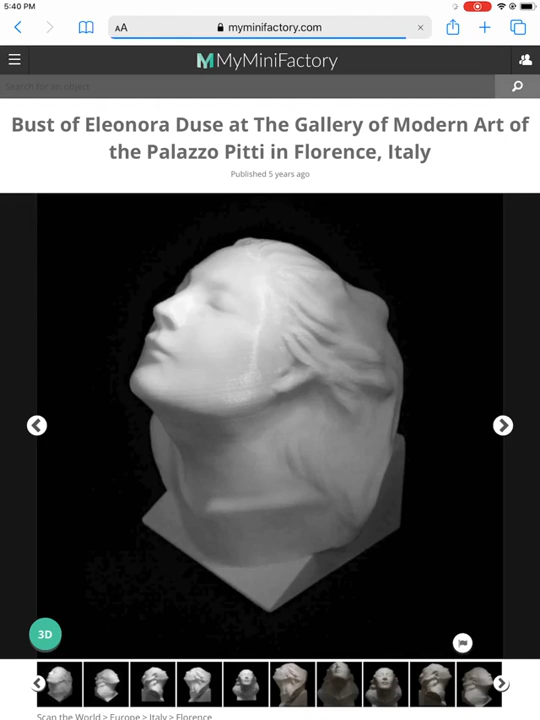 5:40 PM
AA
myminifactory.com
MyMiniFactory
Search for an object
Bust of Eleonora Duse at The Gallery of Modern Art of
the Palazzo Pitti in Florence, Italy
Published 5 years ago
3D
Scan the World > Europe > Italy > Florence